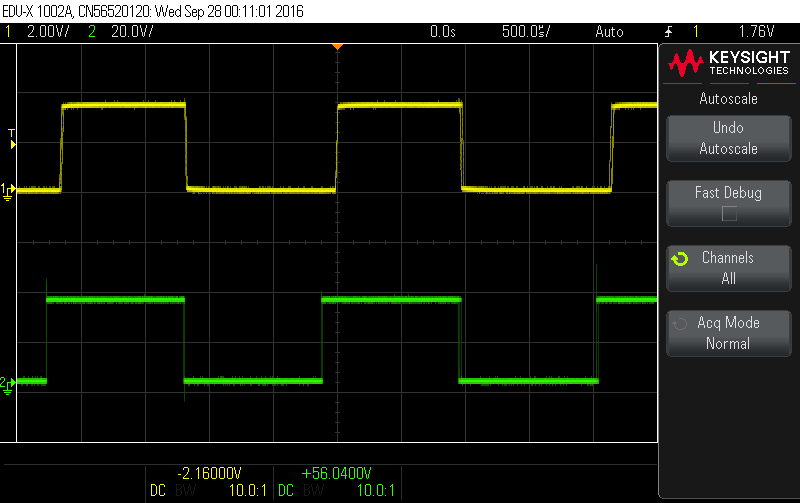 EDU-X 1002A, CN56520120: Wed Sep 28 00:11:01 2016
1 2.00V/ 2 20.0V/ 0.0s 500.0㎲/ Auto 1 1.76V
KEYSIGHT
TECHNOLOGIES
Autoscale
Undo
Autoscale
Fast Debug
Channels
All
Acq Mode
Normal
T
1
2
-2.16000V +56.0400V
DC BW 10.0:1 DC BW 10.0:1